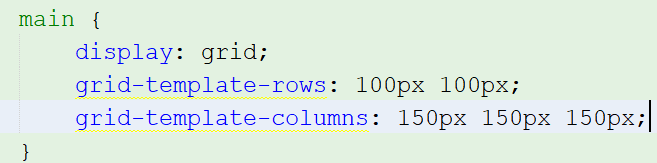 main {
    display: grid;
    grid-template-rows: 100px 100px;
    grid-template-columns: 150px 150px 150px;
}